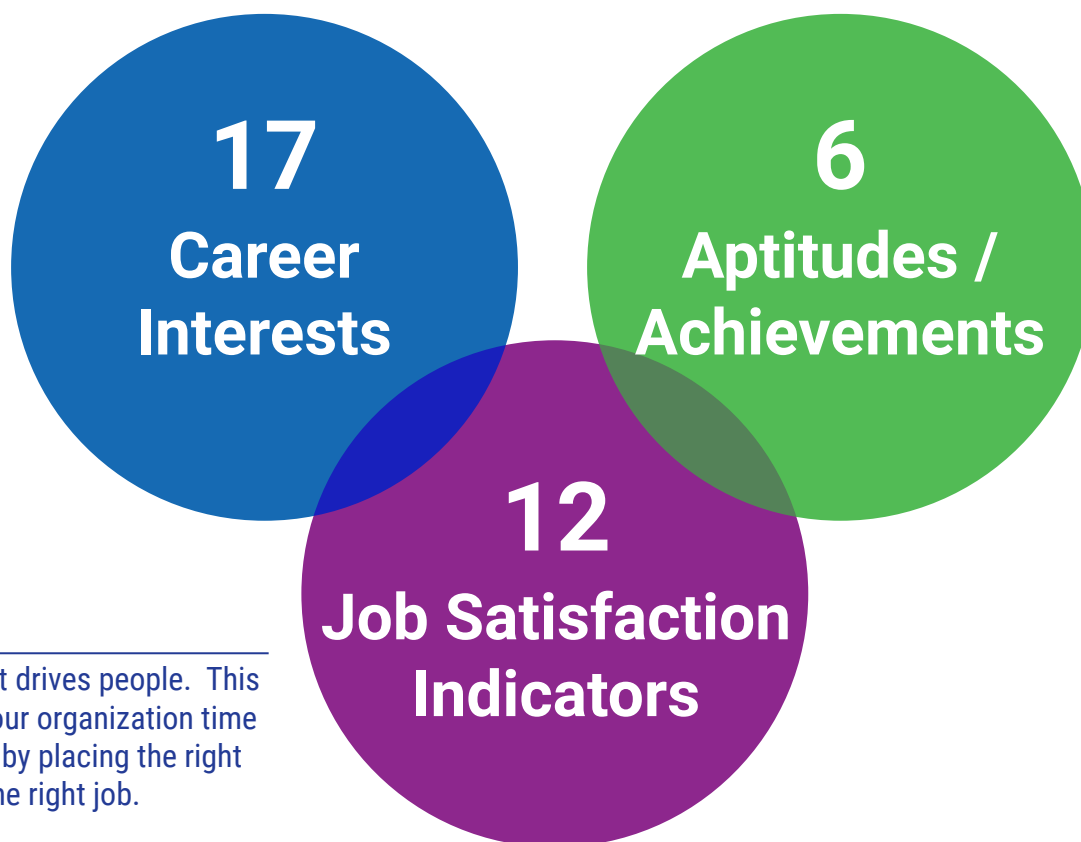 17
Career
Interests
6
Aptitudes /
Achievements
12
Job Satisfaction
Indicators
drives people. This
organization time
by placing the right
right job.